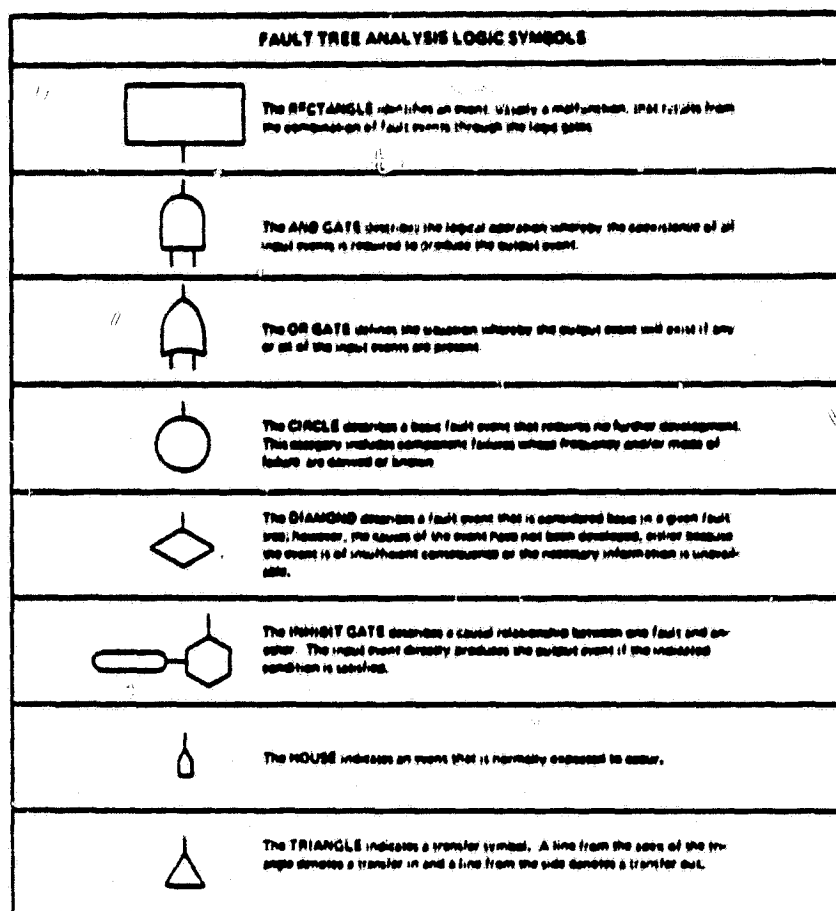 FAULT TREE ANALYSIS LOGIC SYMBOLS
The RECTANGLE identifies an event, usually a malfunction, that results from
the combination of fault events through the logic gates
The AND GATE describes the logical operation whereby the coexistence of all
input events is required to produce the output event.
The OR GATE defines the situation whereby the output event will exist if any
or all of the input events are present
The CIRCLE describes a basic fault event that requires no further development.
This category includes component failures whose frequency and/or mode of
failure are derived or known
The DIAMOND describes a fault event that is considered basic in a given fault
tree; however, the causes of the event have not been developed, either because
the event is of insufficient consequence or the necessary information is unavail-
able.
The INHIBIT GATE describes a causal relationship between one fault and an-
other. The input event directly produces the output event if the indicated
condition is satisfied.
The HOUSE indicates an event that is normally expected to occur.
The TRIANGLE indicates a transfer symbol. A line from the apex of the tri-
angle denotes a transfer in and a line from the side denotes a transfer out.